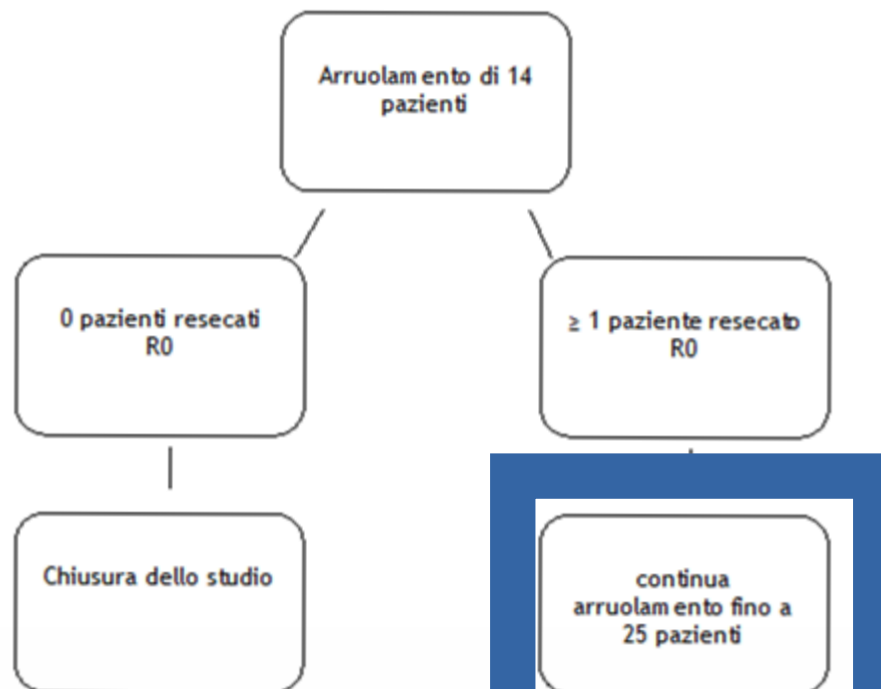 Arruolamento di 14
pazienti
0 pazienti resecati
R0
≥ 1 paziente resecato
R0
Chiusura dello studio
continua
arruolamento fino a
25 pazienti